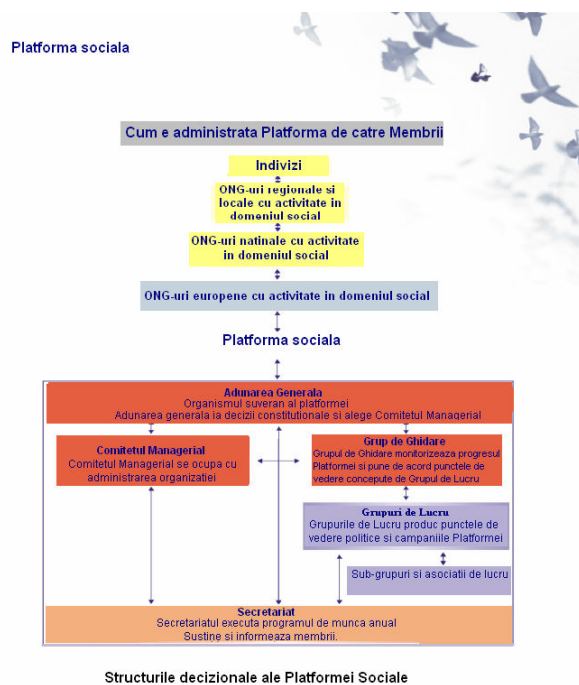 Platforma sociala
Cum e administrata Platforma de catre Membrii
Indivizi
ONG-uri regionale si
locale cu activitate in
domeniul social
ONG-uri natinale cu activitate
in domeniul social
ONG-uri europene cu activitate in domeniul social
Platforma sociala
Adunarea Generala
Organismul suveran al platformei
Adunarea generala ia decizii constitutionale si alege Comitetul Managerial
Comitetul Managerial
Comitetul Managerial se ocupa cu
administrarea organizatiei
Grup de Ghidare
Grupul de Ghidare monitorizeaza progresul
Platformei si pune de acord punctele de
vedere concepute de Grupul de Lucru
Grupuri de Lucru
Grupurile de Lucru produc punctele de
vedere politice si campaniile Platformei
Sub-grupuri si asociatii de lucru
Secretariat
Secretariatul executa programul de munca anual
Sustine si informeaza membrii.
Structurile decizionale ale Platformei Sociale